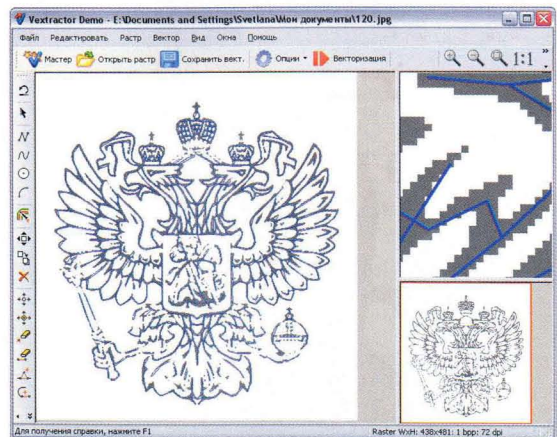 Vextractor Demo - E:\Documents and Settings\Svetlana\Мои документы\120.jpg
Файл Редактировать Растр Вектор Вид Окна Помощь
Мастер Открыть растр Сохранить вект. Опции Векторизация 1:1 »
Для получения справки, нажмите F1 Raster WxH: 438x481: 1 bpp: 72 dpi